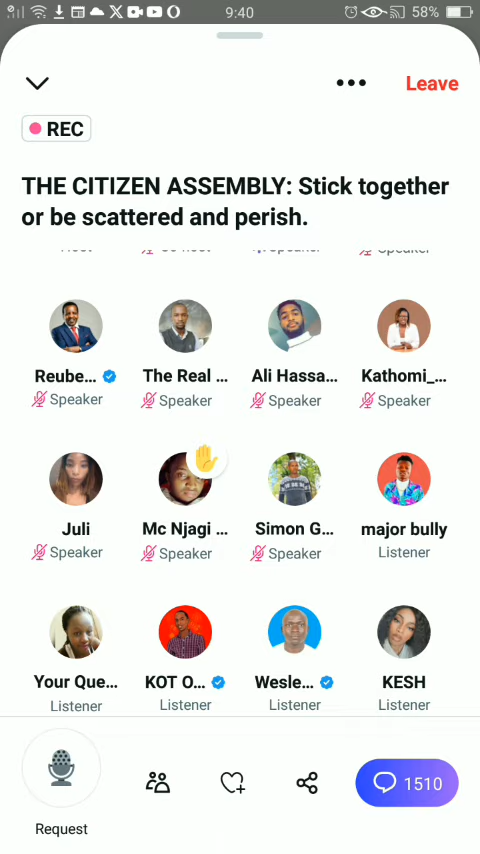 9:40
58%
Leave
REC
THE CITIZEN ASSEMBLY: Stick together
or be scattered and perish.
Speaker
Reube... The Real ... Ali Hassa... Kathomi_...
Speaker Speaker Speaker Speaker
Juli Mc Njagi ... Simon G... major bully
Speaker Speaker Speaker Listener
Your Que... KOT O... Wesle... KESH
Listener Listener Listener Listener
1510
Request